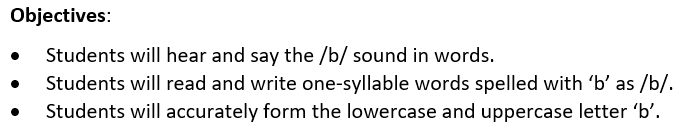 Objectives:
• Students will hear and say the /b/ sound in words.
• Students will read and write one-syllable words spelled with ‘b’ as /b/.
• Students will accurately form the lowercase and uppercase letter ‘b’.